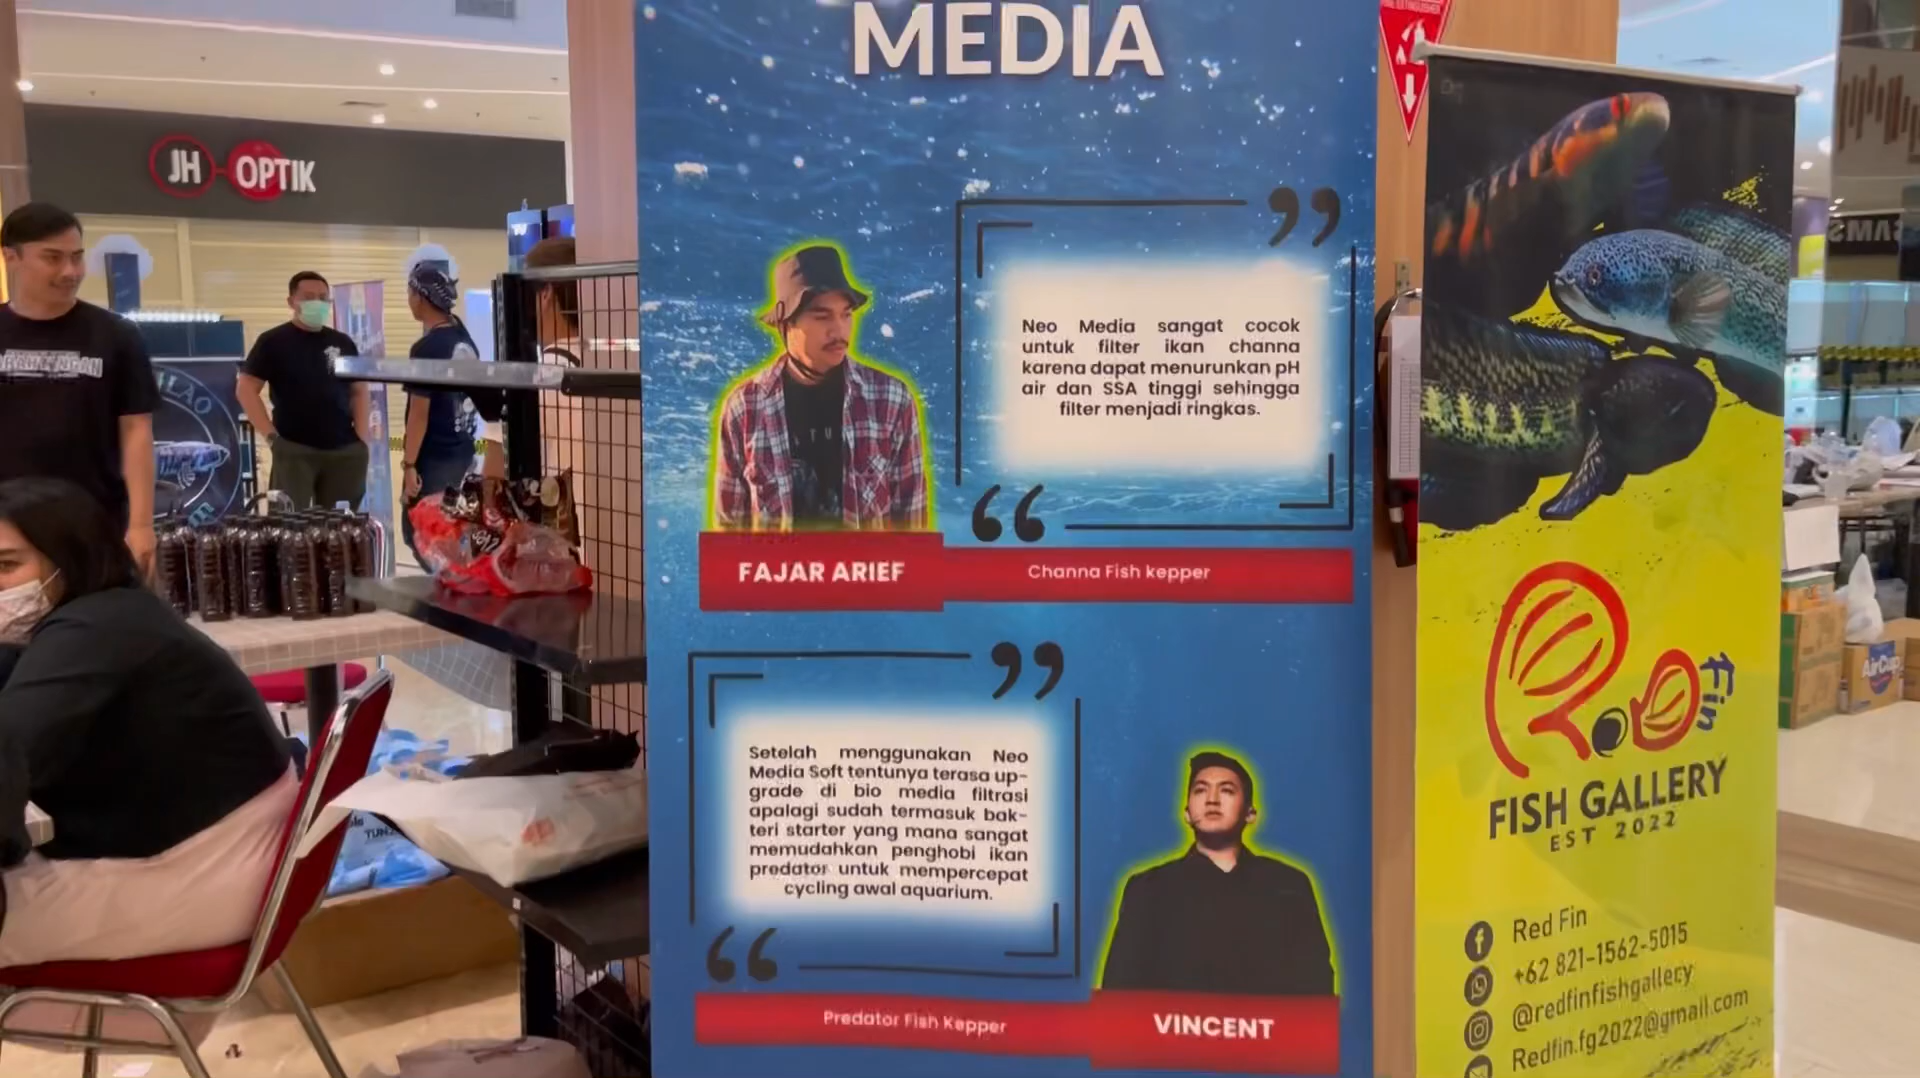 MEDIA
JH OPTIK
Neo Media sangat cocok
untuk filter ikan channa
karena dapat menurunkan pH
air dan SSA tinggi sehingga
filter menjadi ringkas.
FAJAR ARIEF
Channa Fish kepper
Setelah menggunakan Neo
Media Soft tentunya terasa up-
grade di bio media filtrasi
apalagi sudah termasuk bak-
teri starter yang mana sangat
memudahkan penghobi ikan
predator untuk mempercepat
cycling awal aquarium.
Predator Fish Kepper
VINCENT
Red Fin
FISH GALLERY
EST 2022
Red Fin
+62 821-1562-5015
@redfinfishgallery
Redfin.fg2022@gmail.com
AirCup